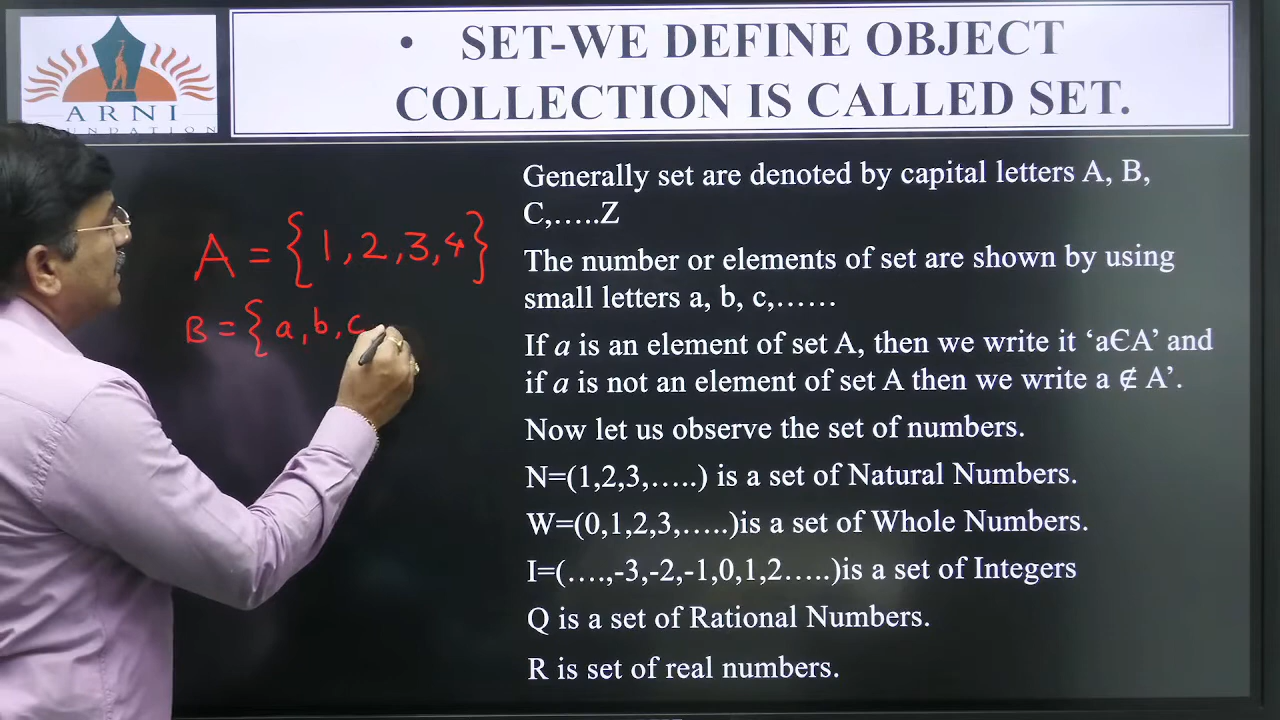 • SET-WE DEFINE OBJECT
COLLECTION IS CALLED SET.
ARNI
Generally set are denoted by capital letters A, B,
C,…..Z
The number or elements of set are shown by using
small letters a, b, c,……
If a is an element of set A, then we write it ‘aЄA’ and
if a is not an element of set A then we write a ∉ A’.
Now let us observe the set of numbers.
N=(1,2,3,…..) is a set of Natural Numbers.
W=(0,1,2,3,…..)is a set of Whole Numbers.
I=(….,-3,-2,-1,0,1,2…..)is a set of Integers
Q is a set of Rational Numbers.
R is set of real numbers.
A = {1,2,3,4}
B = {a,b,c